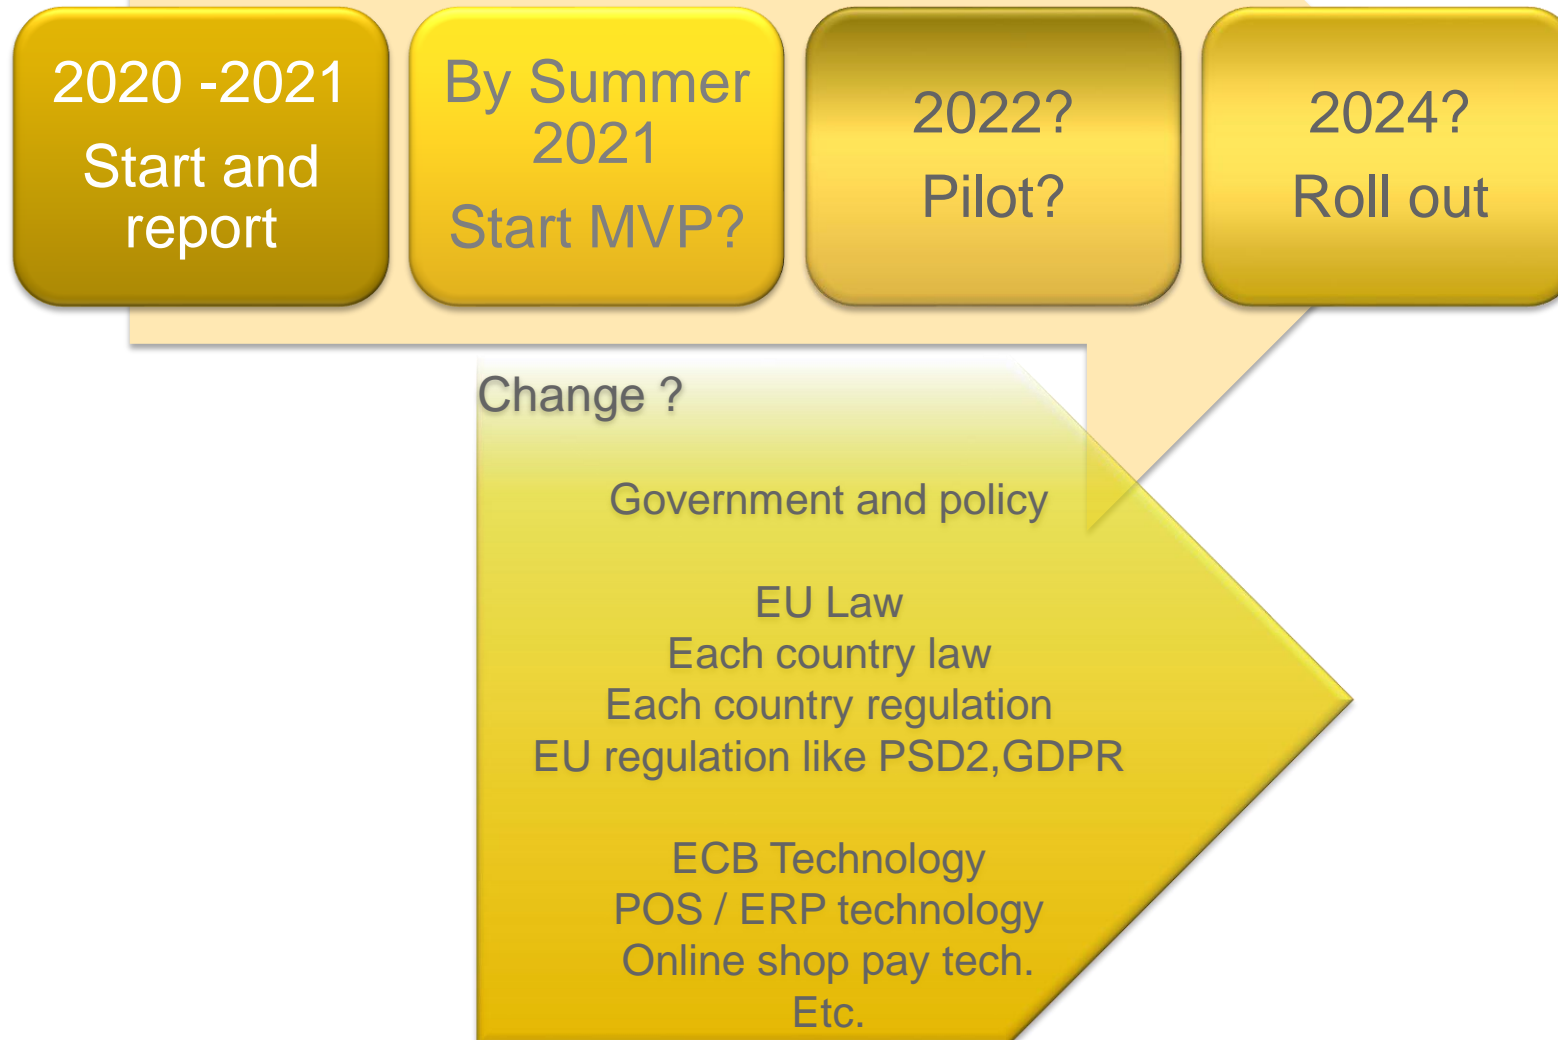 2020 -2021
Start and
report
By Summer
2021
Start MVP?
2022?
Pilot?
2024?
Roll out
Change ?
Government and policy
EU Law
Each country law
Each country regulation
EU regulation like PSD2,GDPR
ECB Technology
POS / ERP technology
Online shop pay tech.
Etc.